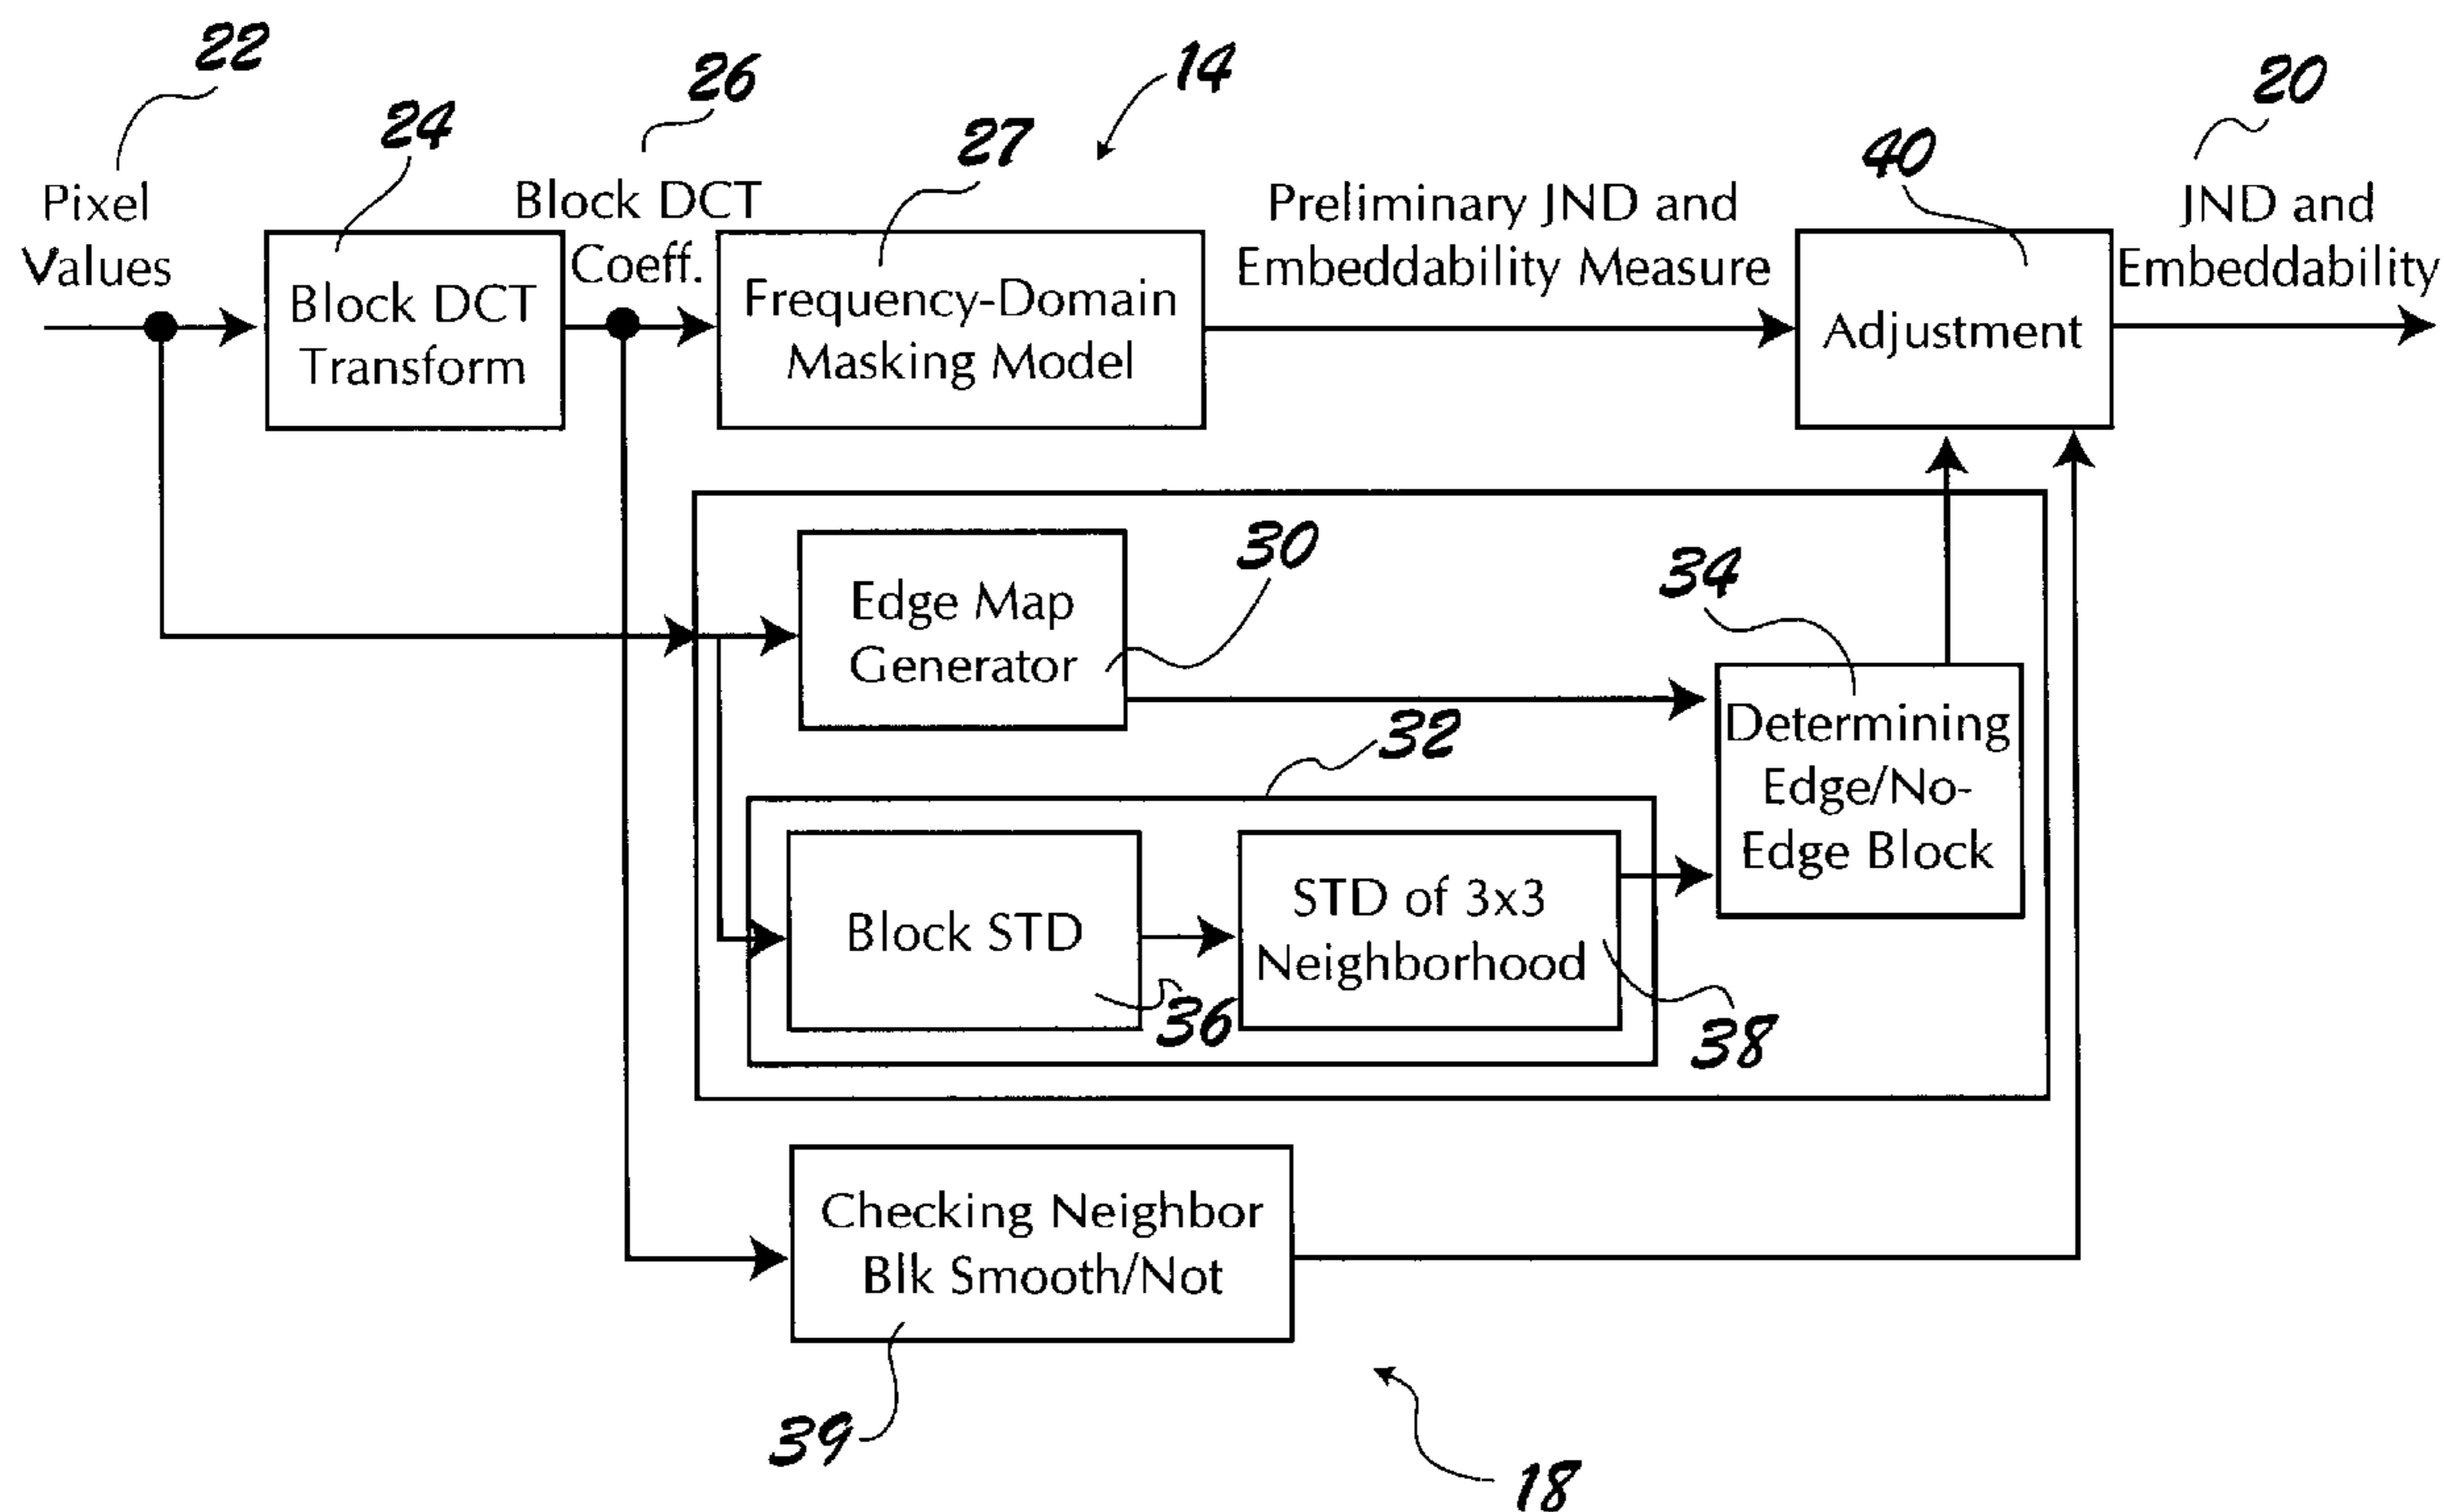 22
26
14
20
24
27
40
Pixel
Values
Block DCT
Coeff.
Preliminary JND and
Embeddability Measure
JND and
Embeddability
Block DCT
Transform
Frequency-Domain
Masking Model
Adjustment
30
34
Edge Map
Generator
32
Determining
Edge/No-
Edge Block
Block STD
STD of 3x3
Neighborhood
36
38
Checking Neighbor
Blk Smooth/Not
39
18